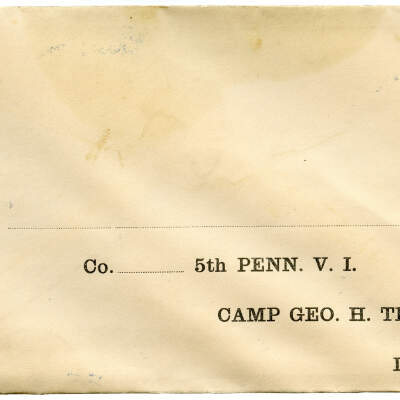 Co. 5th PENN. V. I.
CAMP GEO. H.